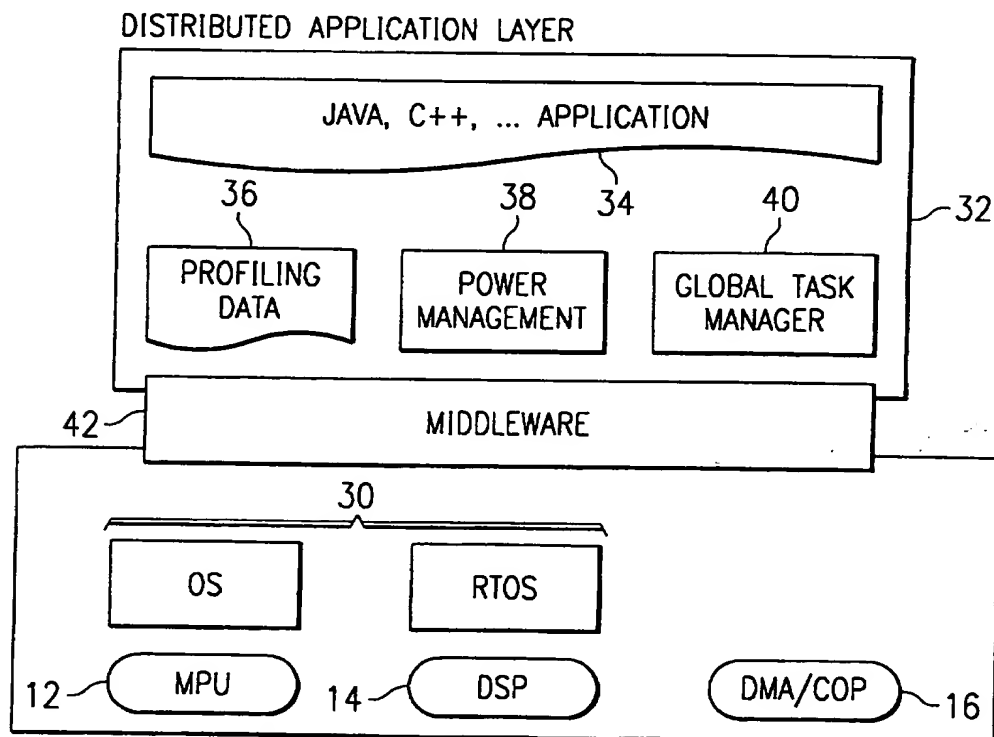 DISTRIBUTED APPLICATION LAYER
JAVA, C++, ... APPLICATION
34
36
38
40
32
PROFILING
DATA
POWER
MANAGEMENT
GLOBAL TASK
MANAGER
42
MIDDLEWARE
30
OS
RTOS
12
MPU
14
DSP
DMA/COP
16